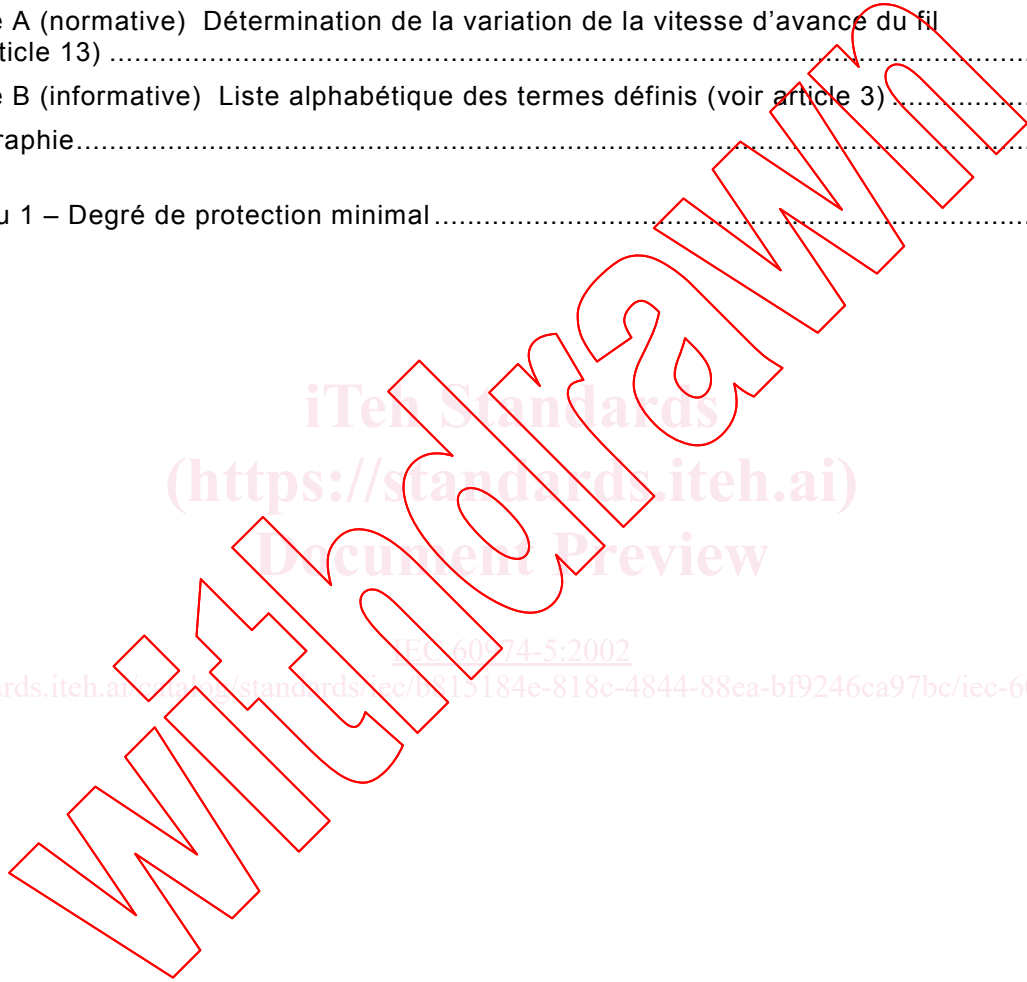 e A (normative) Détermination de la variation de la vitesse d'avance du fil
ticle 13) ........................................................................
e B (informative) Liste alphabétique des termes définis (voir article 3) ................
raphie........................................................................
u 1 – Degré de protection minimal ........................................................................
iTeh Standards
(https://standards.iteh.ai)
Document Preview
IEC 60974-5:2002
rds.iteh.ai/catalog/standards/iec/b815184e-818c-4844-88ea-bf9246ca97bc/iec-6
withdrawn